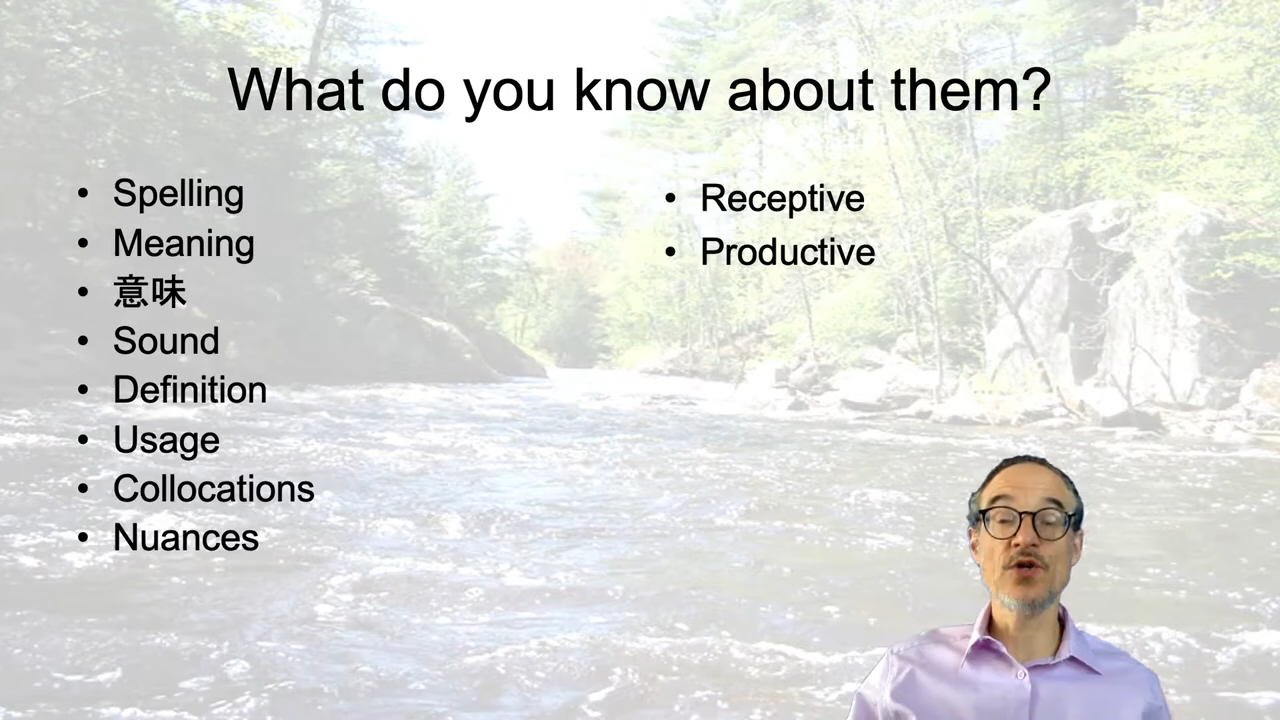 What do you know about them?
• Spelling
• Meaning
• 意味
• Sound
• Definition
• Usage
• Collocations
• Nuances
• Receptive
• Productive